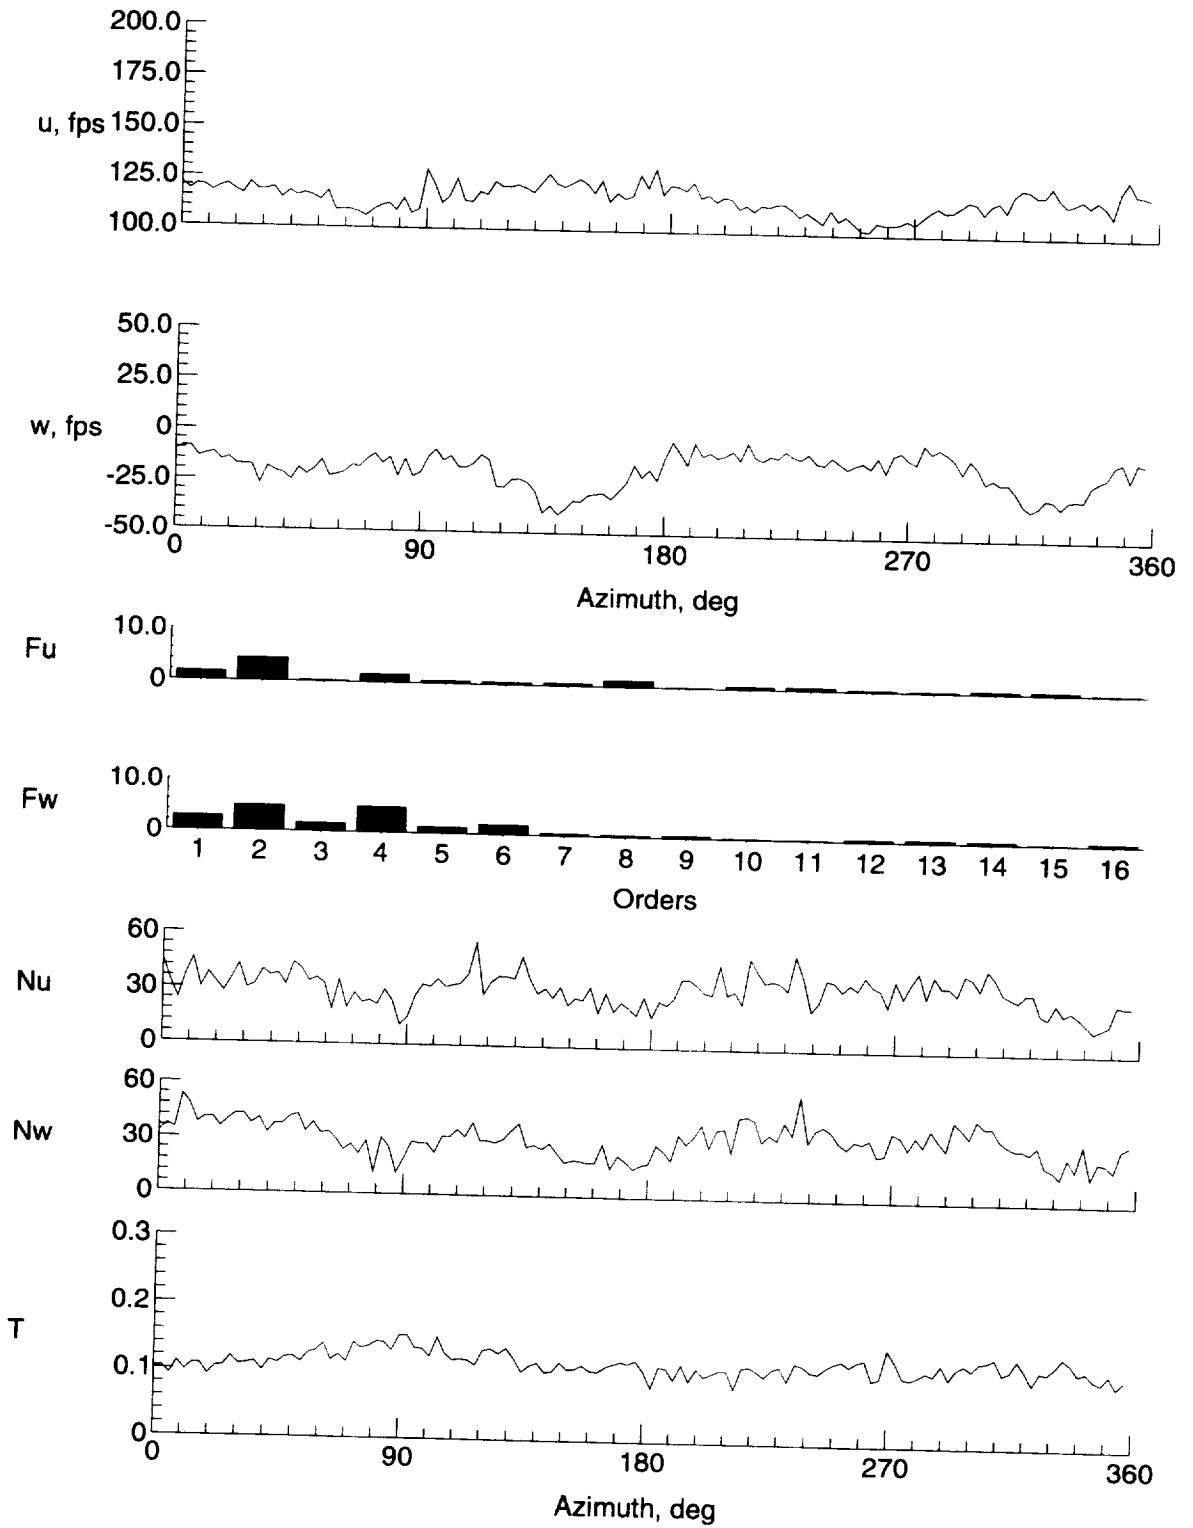 200.0
175.0
u, fps 150.0
125.0
100.0
50.0
25.0
w, fps 0
-25.0
-50.0
0 90 180 270 360
Azimuth, deg
Fu 10.0
0
Fw 10.0
0
1 2 3 4 5 6 7 8 9 10 11 12 13 14 15 16
Orders
60
Nu 30
0
60
Nw 30
0
0.3
0.2
T
0.1
0
0 90 180 270 360
Azimuth, deg